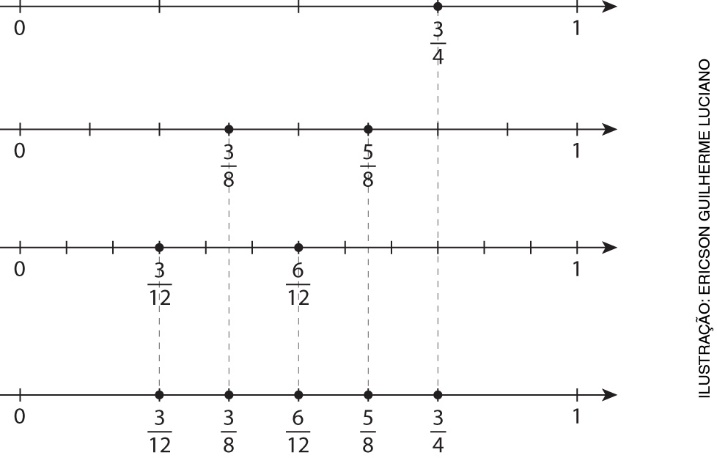 0 3/4 1
0 3/8 5/8 1
0 3/12 6/12 1
0 3/12 3/8 6/12 5/8 3/4 1
ILUSTRAÇÃO: ERICSON GUILHERME LUCIANO